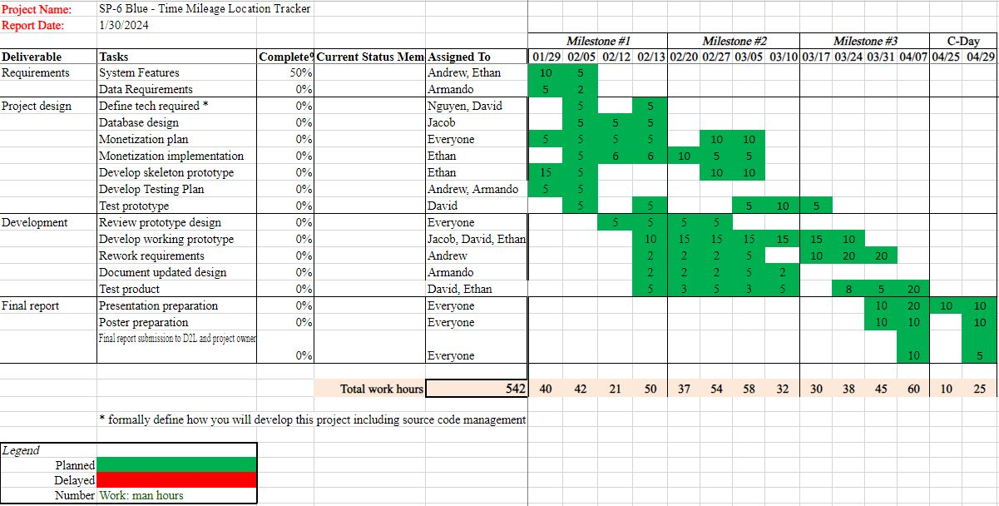 Project Name: SP-6 Blue - Time Mileage Location Tracker
Report Date: 1/30/2024
Milestone #1 Milestone #2 Milestone #3 C-Day
Deliverable Tasks Complete% Current Status Mem Assigned To 01/29 02/05 02/12 02/13 02/20 02/27 03/05 03/10 03/17 03/24 03/31 04/07 04/25 04/29
Requirements System Features 50% Andrew, Ethan 10 5
Data Requirements 0% Armando 5 2
Project design Define tech required * 0% Nguyen, David 5 5
Database design 0% Jacob 5 5 5
Monetization plan 0% Everyone 5 5 5 5 10 10
Monetization implementation 0% Ethan 5 6 6 10 5 5
Develop skeleton prototype 0% Ethan 15 5 10 10
Develop Testing Plan 0% Andrew, Armando 5 5
Test prototype 0% David 5 5 5 10 5
Development Review prototype design 0% Everyone 5 5 5 5
Develop working prototype 0% Jacob, David, Ethan 10 15 15 15 15 15 10
Rework requirements 0% Andrew 2 2 2 5 10 20 20
Document updated design 0% Armando 2 2 2 5 2
Test product 0% David, Ethan 5 3 5 3 5 8 5 20
Final report Presentation preparation 0% Everyone 10 20 10 10
Poster preparation 0% Everyone 10 10 10
Final report submission to D2L and project owner
0% Everyone 10 5
Total work hours 542 40 42 21 50 37 54 58 32 30 38 45 60 10 25
* formally define how you will develop this project including source code management
Legend
Planned
Delayed
Number Work: man hours